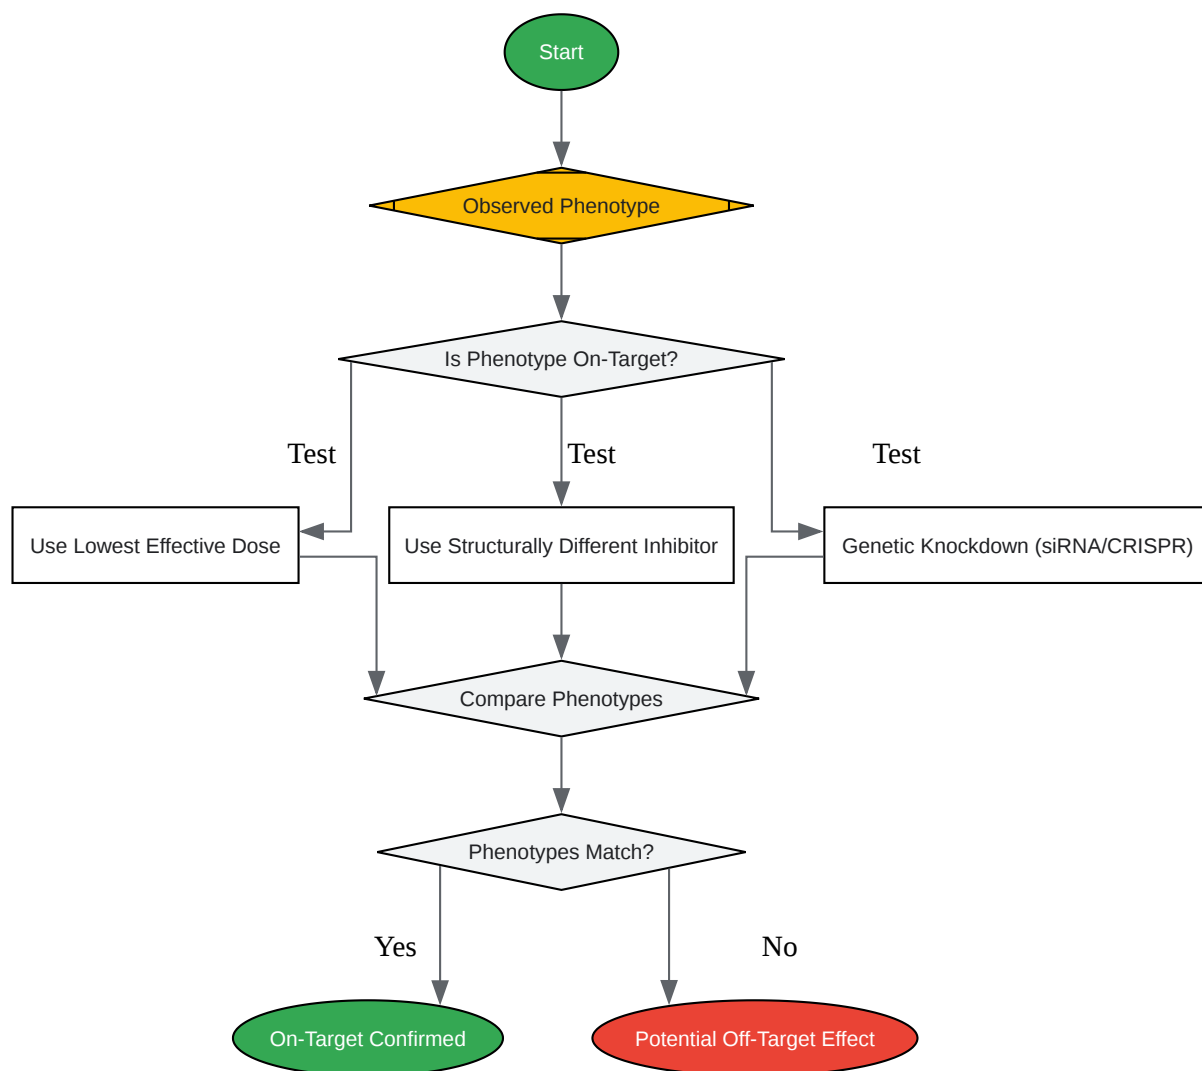 Start
Observed Phenotype
Is Phenotype On-Target?
Test
Test
Test
Use Lowest Effective Dose
Use Structurally Different Inhibitor
Genetic Knockdown (siRNA/CRISPR)
Compare Phenotypes
Phenotypes Match?
Yes
No
On-Target Confirmed
Potential Off-Target Effect